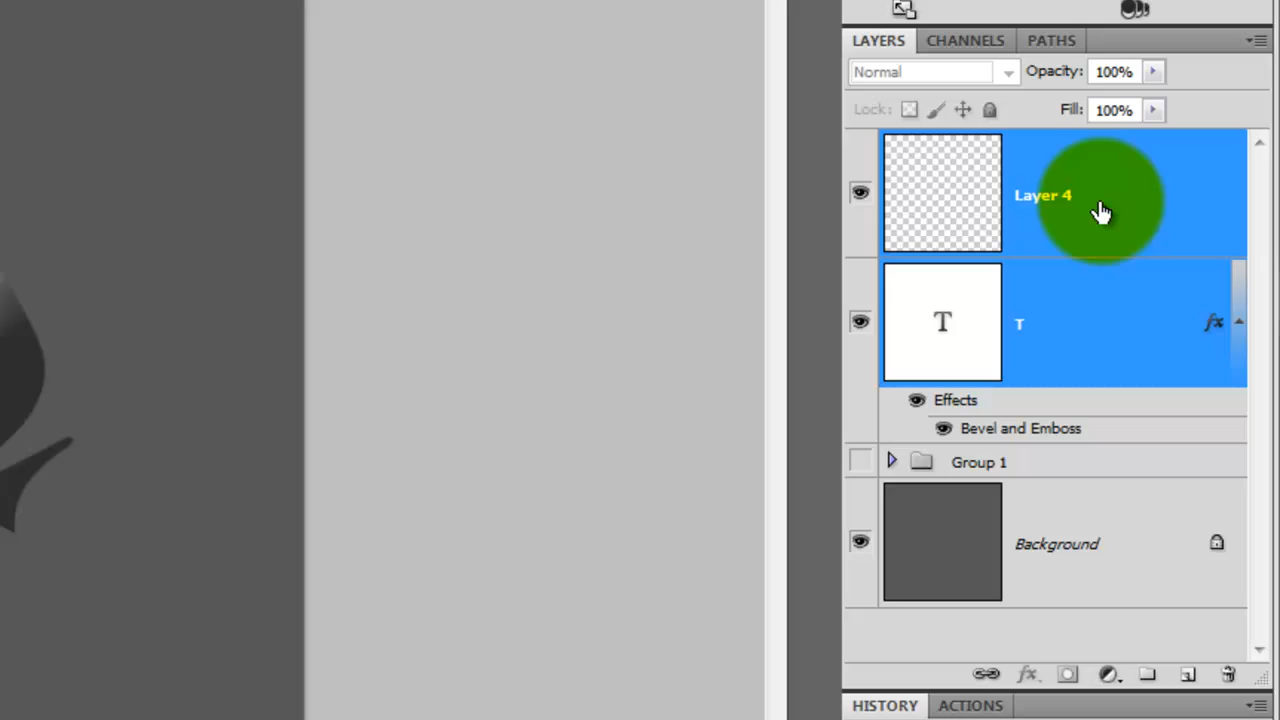 LAYERS CHANNELS PATHS
Normal Opacity: 100%
Lock: Fill: 100%
Layer 4
T T fx
Effects
Bevel and Emboss
Group 1
Background
fx
HISTORY ACTIONS